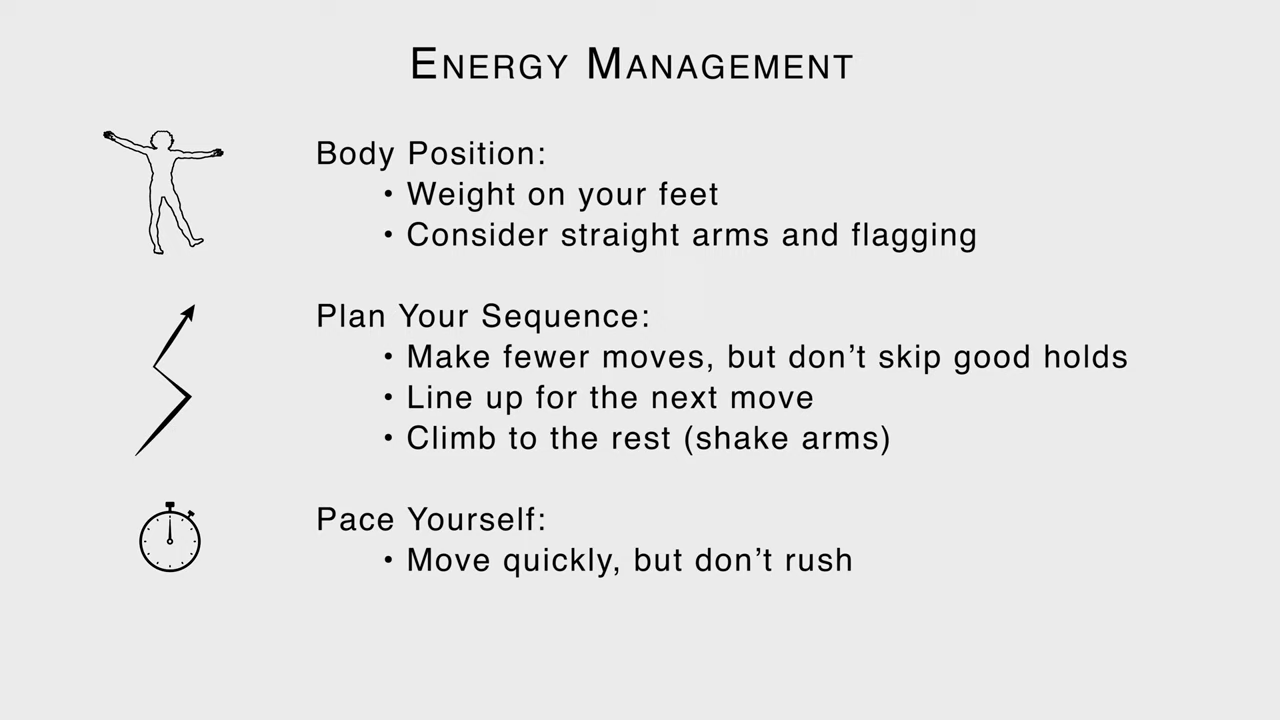 ENERGY MANAGEMENT
Body Position:
• Weight on your feet
• Consider straight arms and flagging
Plan Your Sequence:
• Make fewer moves, but don’t skip good holds
• Line up for the next move
• Climb to the rest (shake arms)
Pace Yourself:
• Move quickly, but don’t rush